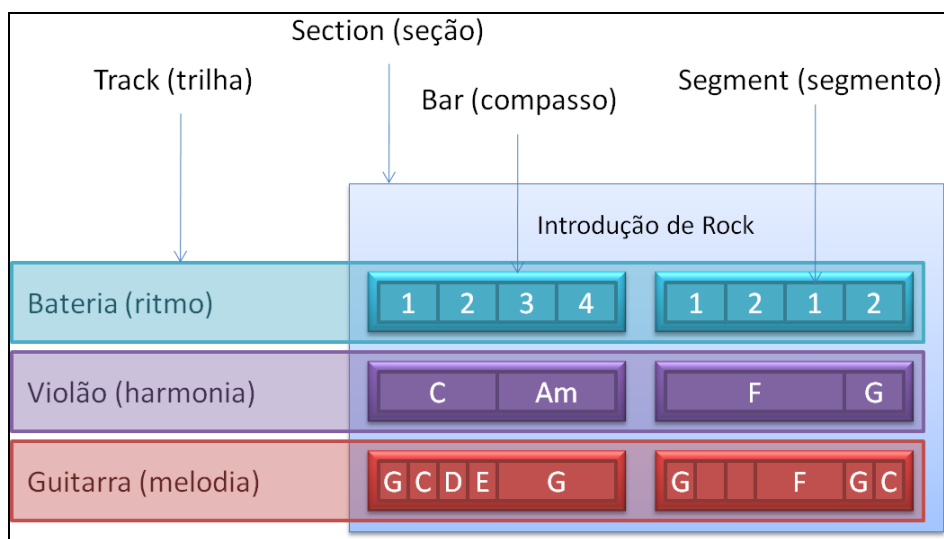 Section (seção)
Track (trilha)
Bar (compasso)
Segment (segmento)
Introdução de Rock
Bateria (ritmo) 1 2 3 4 1 2 1 2
Violão (harmonia) C Am F G
Guitarra (melodia) G C D E G G F G C